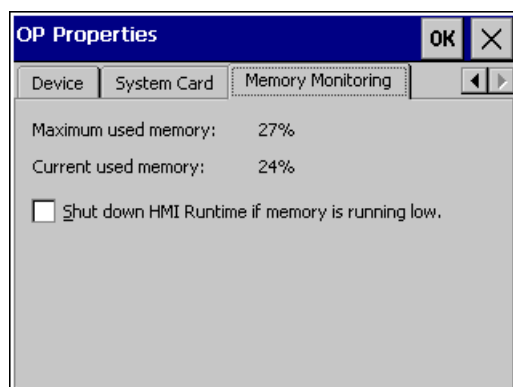 OP Properties OK
Device System Card Memory Monitoring
Maximum used memory: 27%
Current used memory: 24%
Shut down HMI Runtime if memory is running low.